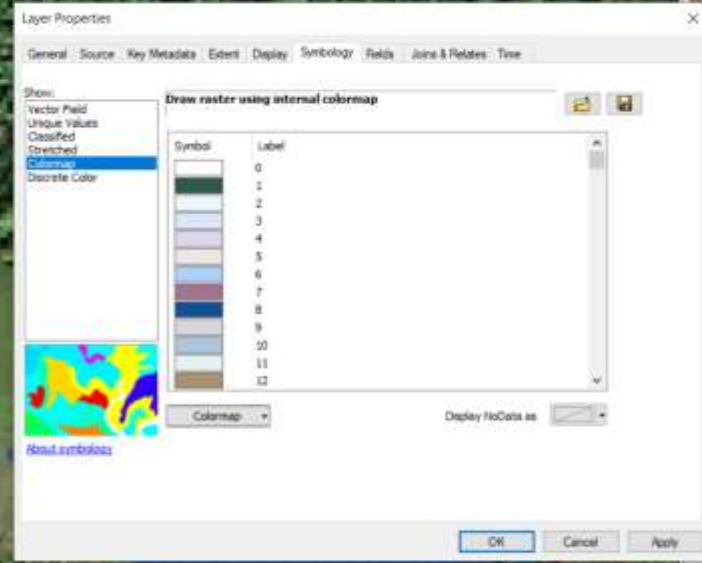 Layer Properties
General Source Key Metadata Extent Display Symbology Fields Joins & Relates Time
Show:
Vector Field
Unique Values
Classified
Stretched
Colormap
Discrete Color
Draw raster using internal colormap
Symbol Label
0
1
2
3
4
5
6
7
8
9
10
11
12
Colormap
Display NoData as
About symbology
OK Cancel Apply